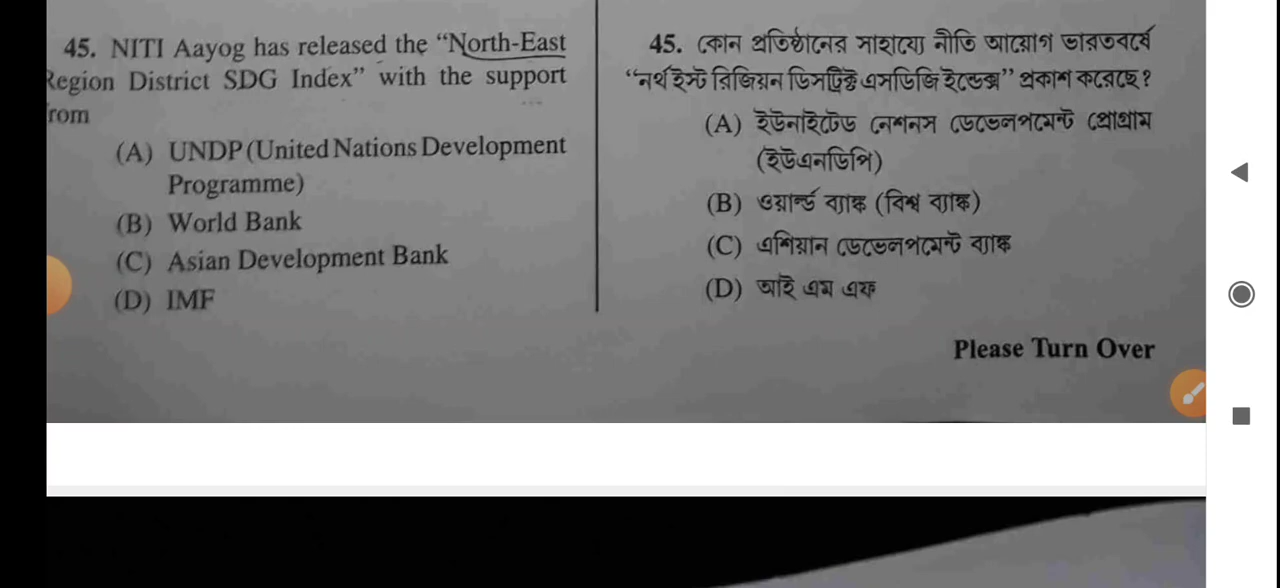 45. NITI Aayog has released the “North-East
Region District SDG Index” with the support
from
(A) UNDP (United Nations Development
Programme)
(B) World Bank
(C) Asian Development Bank
(D) IMF
45. কোন প্রতিষ্ঠানের সাহায্যে নীতি আয়োগ ভারতবর্ষে
“নর্থ ইস্ট রিজিয়ন ডিসট্রিক্ট এসডিজি ইন্ডেক্স” প্রকাশ করেছে?
(A) ইউনাইটেড নেশনস ডেভেলপমেন্ট প্রোগ্রাম
(ইউএনডিপি)
(B) ওয়ার্ল্ড ব্যাঙ্ক (বিশ্ব ব্যাঙ্ক)
(C) এশিয়ান ডেভেলপমেন্ট ব্যাঙ্ক
(D) আই এম এফ
Please Turn Over